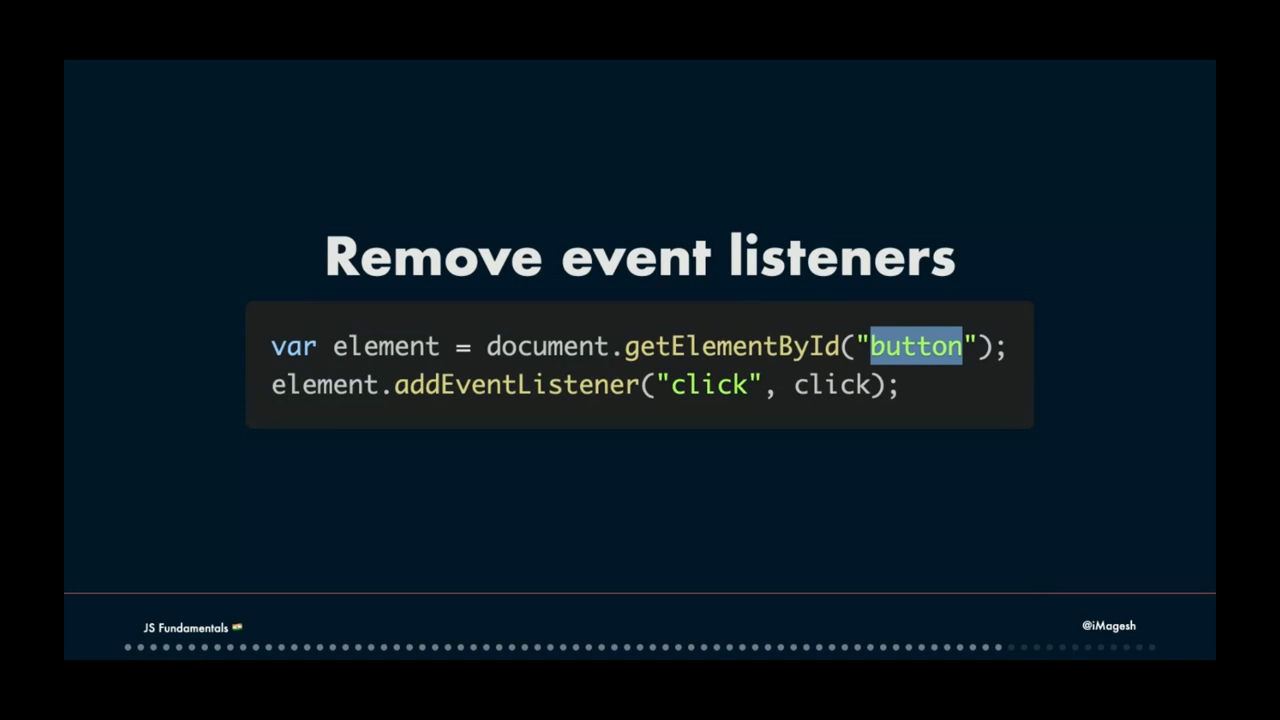 Remove event listeners
var element = document.getElementById("button");
element.addEventListener("click", click);
JS Fundamentals
@iMagesh